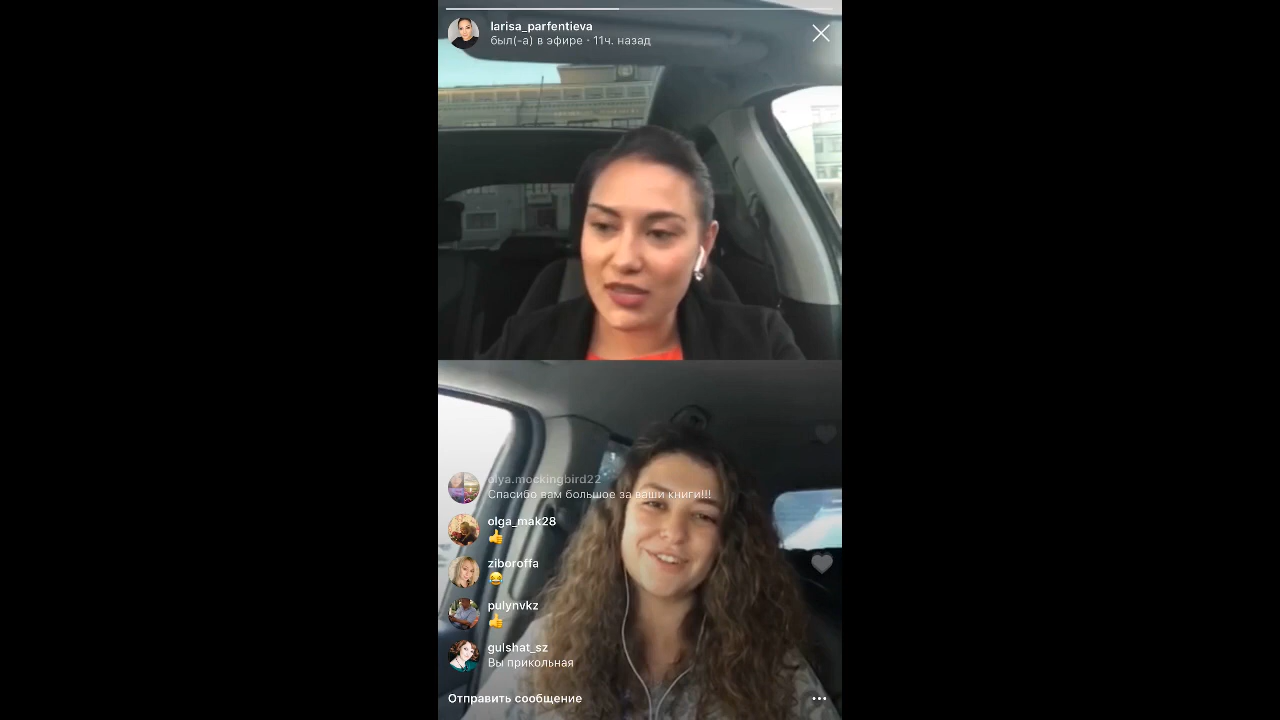 larisa_parfentieva
был(-а) в эфире · 11ч. назад
olya.mockingbird22
Спасибо вам большое за ваши книги!!!
olga_mak28
👍
ziboroffa
😂
pulynvkz
👍
gulshat_sz
Вы прикольная
Отправить сообщение